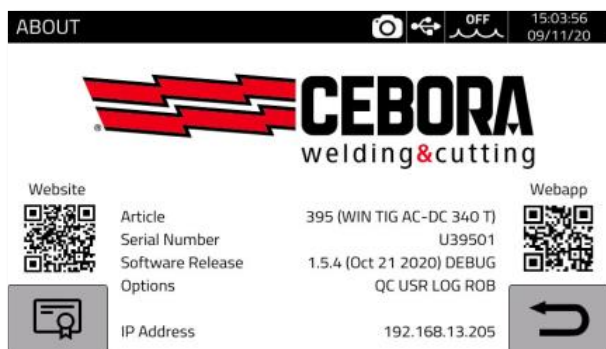 ABOUT OFF 15:03:56
09/11/20
CEBORA
welding&cutting
®
Website Webapp
Article 395 (WIN TIG AC-DC 340 T)
Serial Number U39501
Software Release 1.5.4 (Oct 21 2020) DEBUG
Options QC USR LOG ROB
IP Address 192.168.13.205